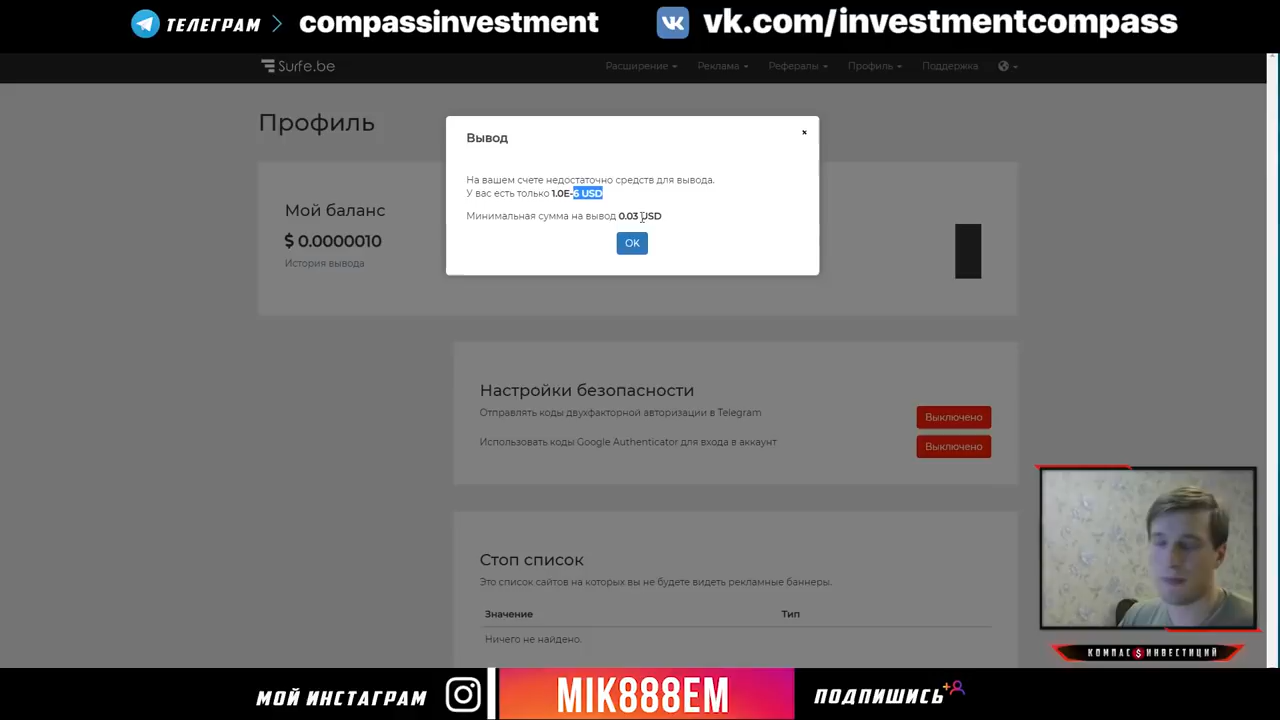 ТЕЛЕГРАМ > compassinvestment
vk.com/investmentcompass
Surfe.be
Расширение
Реклама
Рефералы
Профиль
Поддержка
Профиль
Мой баланс
$ 0.0000010
История вывода
Вывод
×
На вашем счете недостаточно средств для вывода.
У вас есть только 1.0E-6 USD
Минимальная сумма на вывод 0.03 USD
OK
Настройки безопасности
Отправлять коды двухфакторной авторизации в Telegram
Выключено
Использовать коды Google Authenticator для входа в аккаунт
Выключено
Стоп список
Это список сайтов на которых вы не будете видеть рекламные баннеры.
Значение
Тип
Ничего не найдено.
КОМПАС $ ИНВЕСТИЦИЙ
МОЙ ИНСТАГРАМ
MIK888EM
ПОДПИШИСЬ